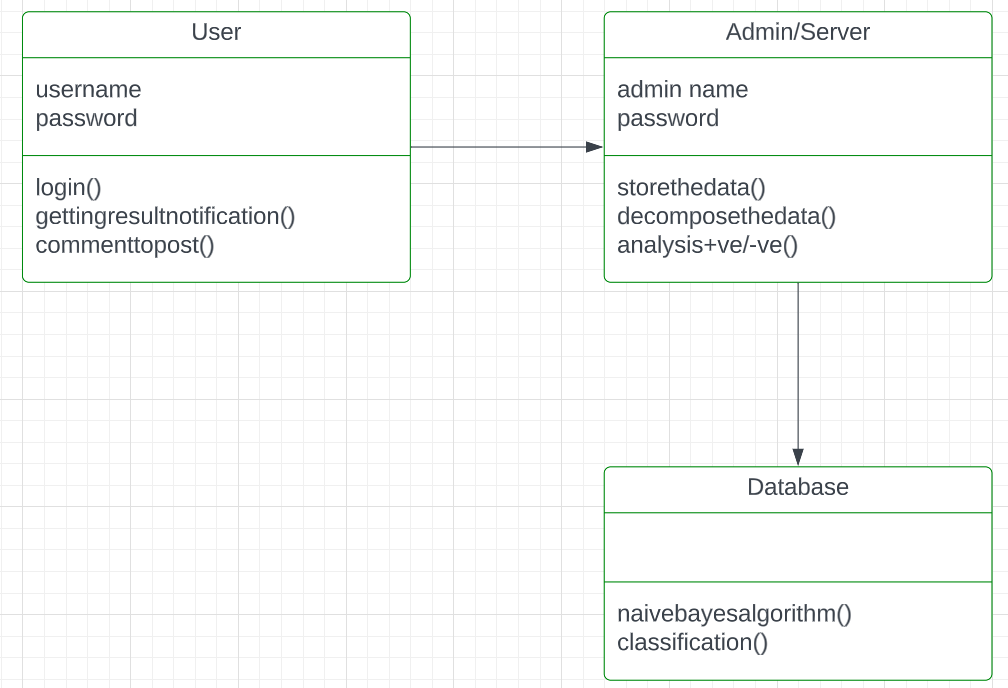 User
username
password
login()
gettingresultnotification()
commenttopost()
Admin/Server
admin name
password
storethedata()
decomposethedata()
analysis+ve/-ve()
Database
naivebayesalgorithm()
classification()